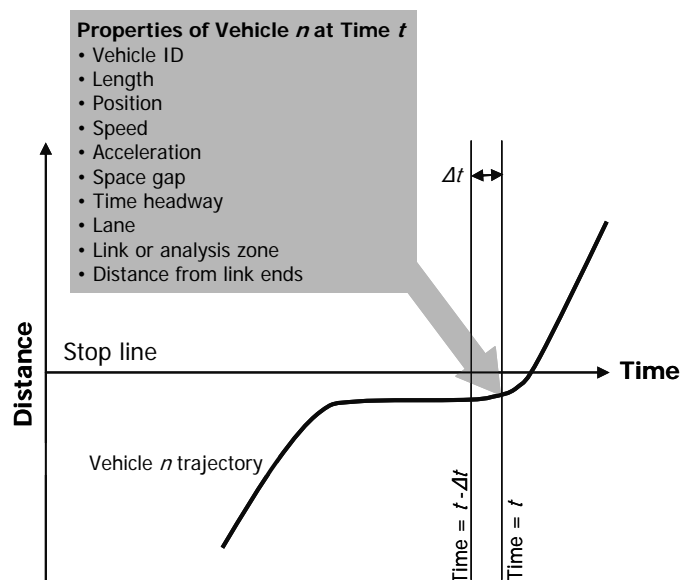 Properties of Vehicle n at Time t
• Vehicle ID
• Length
• Position
• Speed
• Acceleration
• Space gap
• Time headway
• Lane
• Link or analysis zone
• Distance from link ends
Δt
Stop line
Distance
Time
Vehicle n trajectory
Time = t -Δt
Time = t